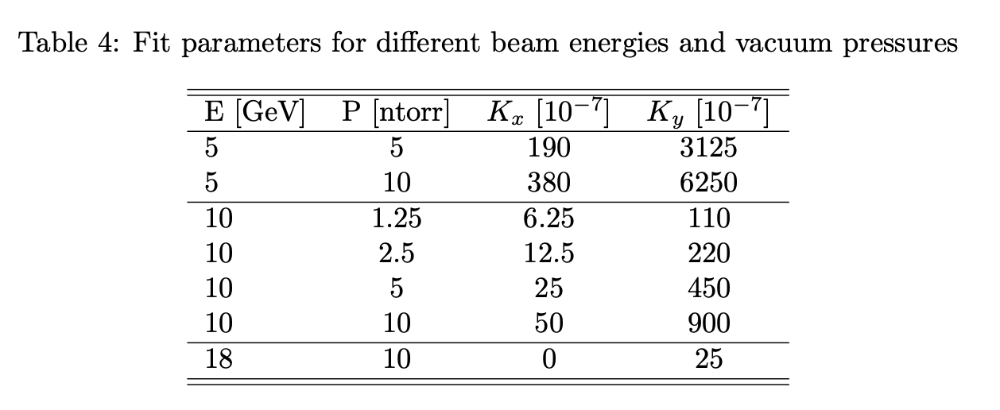 Table 4: Fit parameters for different beam energies and vacuum pressures
E [GeV] P [ntorr] Kₓ [10⁻⁷] K_y [10⁻⁷]
5 5 190 3125
5 10 380 6250
10 1.25 6.25 110
10 2.5 12.5 220
10 5 25 450
10 10 50 900
18 10 0 25